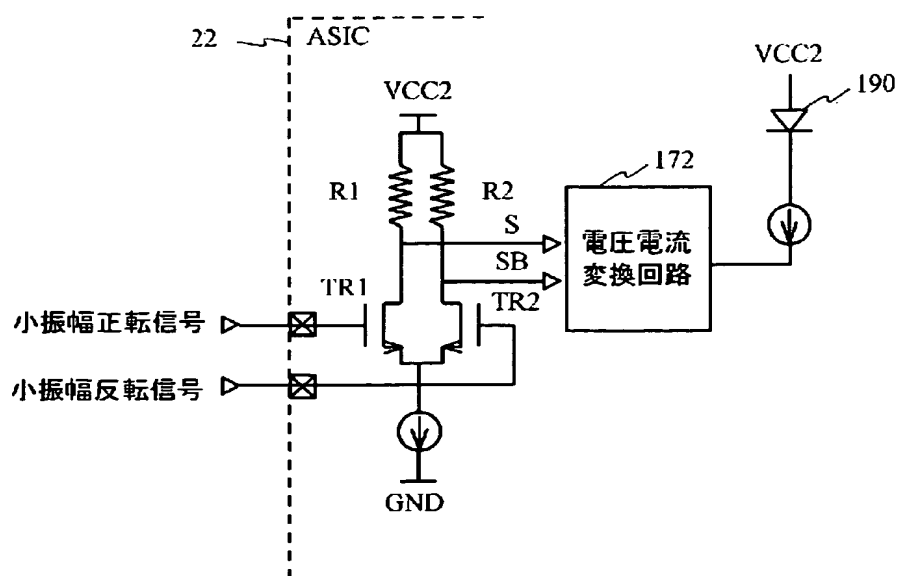 22
ASIC
VCC2
VCC2
190
R1
R2
172
S
SB
電圧電流
変換回路
TR1
TR2
小振幅正転信号
小振幅反転信号
GND